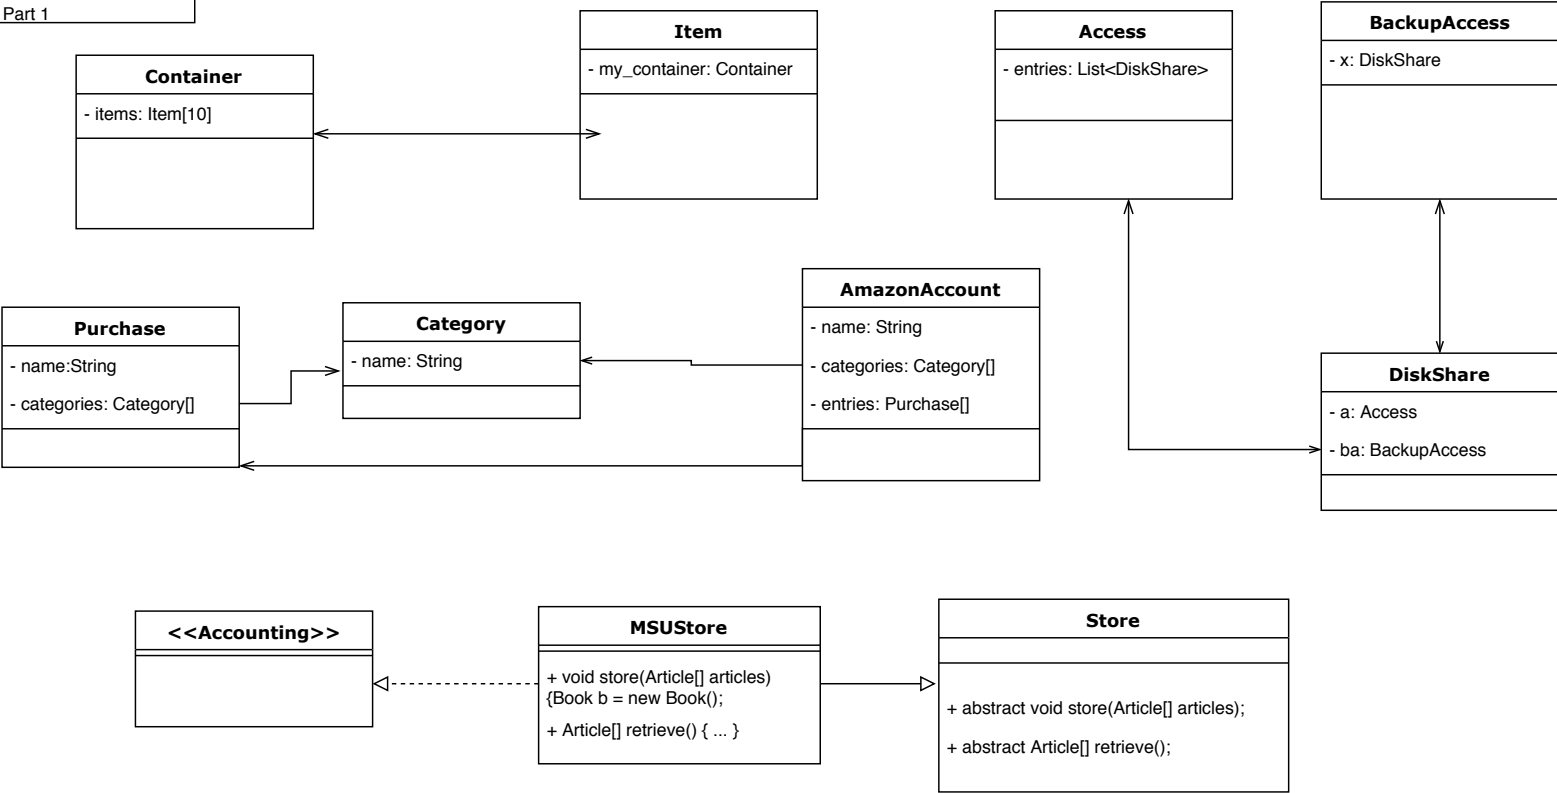 Part 1
Container
- items: Item[10]
Item
- my_container: Container
Access
- entries: List<DiskShare>
BackupAccess
- x: DiskShare
Purchase
- name:String
- categories: Category[]
Category
- name: String
AmazonAccount
- name: String
- categories: Category[]
- entries: Purchase[]
DiskShare
- a: Access
- ba: BackupAccess
<<Accounting>>
MSUStore
+ void store(Article[] articles)
{Book b = new Book();
+ Article[] retrieve() { ... }
Store
+ abstract void store(Article[] articles);
+ abstract Article[] retrieve();